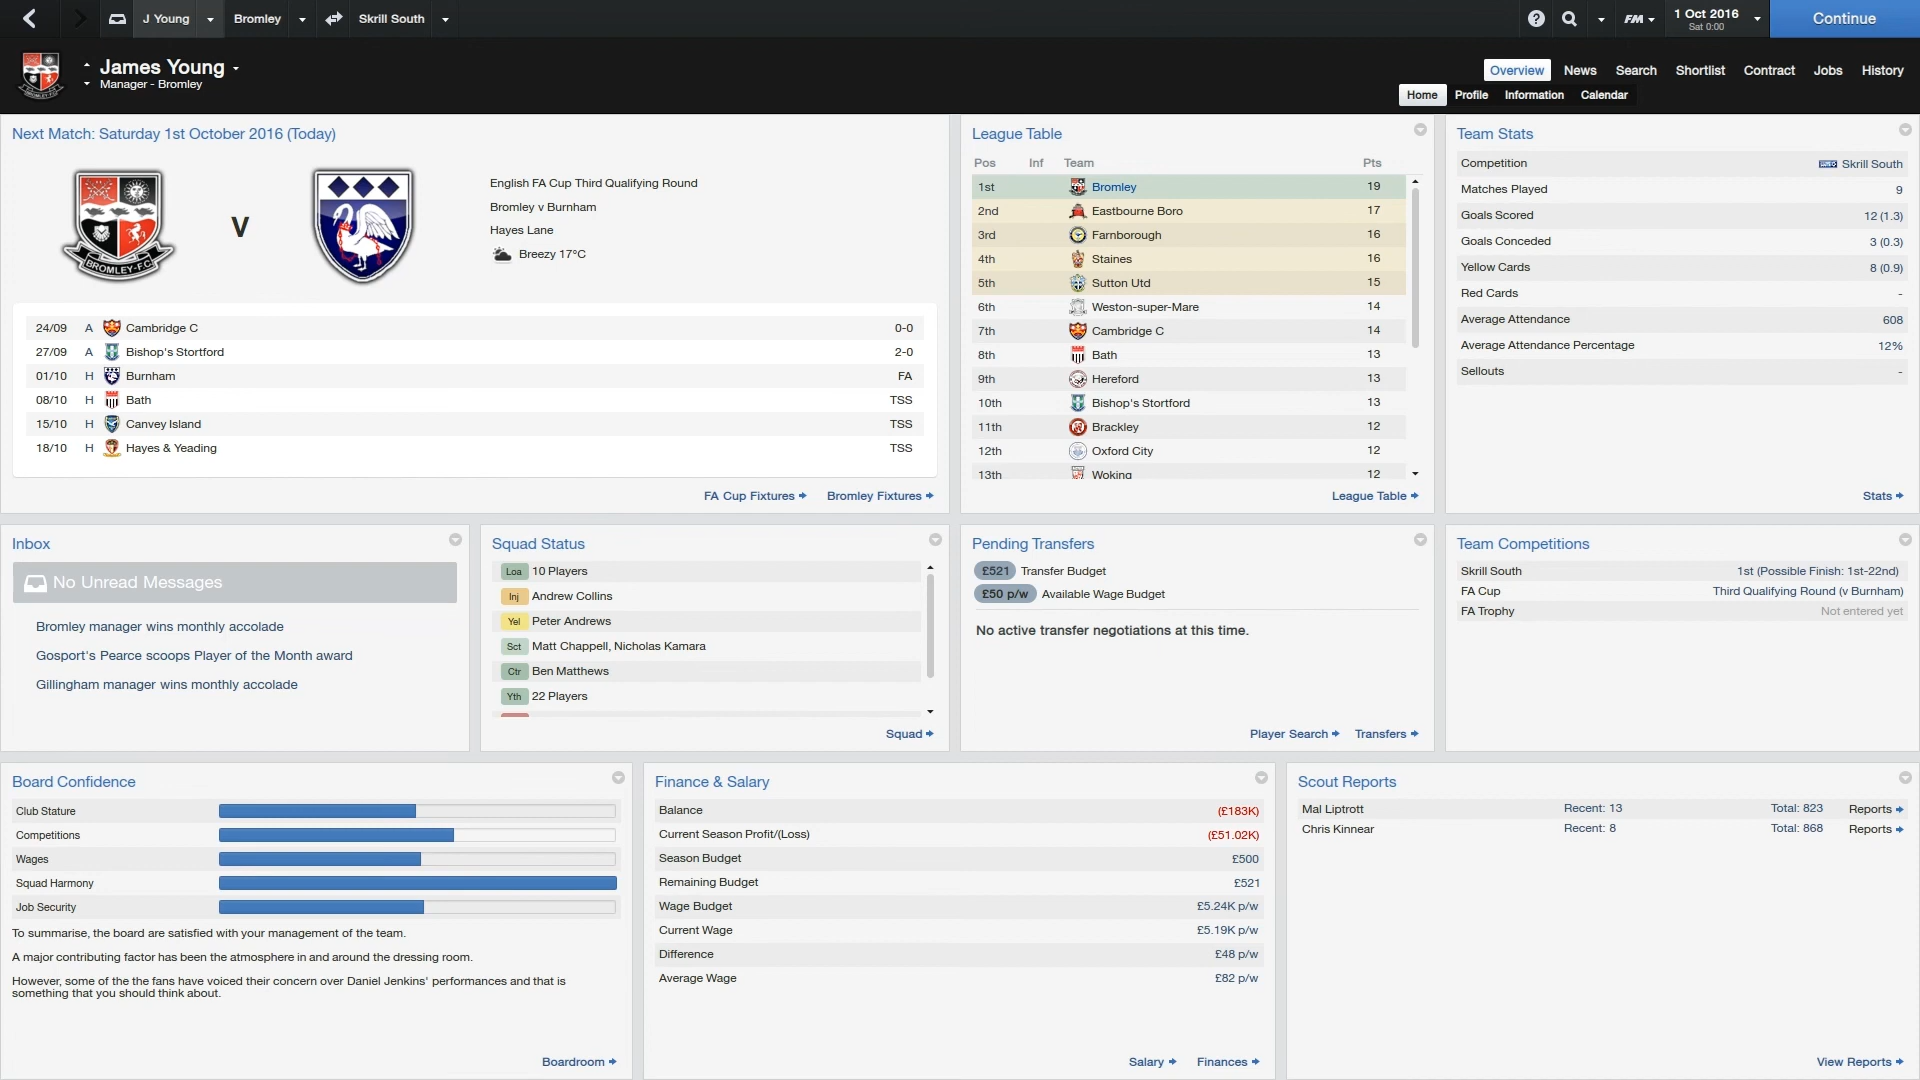 J Young
Bromley
Skrill South
FM
1 Oct 2016
Sat 0:00
Continue
James Young
Manager - Bromley
Overview News Search Shortlist Contract Jobs History
Home Profile Information Calendar
Next Match: Saturday 1st October 2016 (Today)
BROMLEY-F.C
V
English FA Cup Third Qualifying Round
Bromley v Burnham
Hayes Lane
Breezy 17°C
24/09 A Cambridge C 0-0
27/09 A Bishop's Stortford 2-0
01/10 H Burnham FA
08/10 H Bath TSS
15/10 H Canvey Island TSS
18/10 H Hayes & Yeading TSS
FA Cup Fixtures Bromley Fixtures
League Table
Pos Inf Team Pts
1st Bromley 19
2nd Eastbourne Boro 17
3rd Farnborough 16
4th Staines 16
5th Sutton Utd 15
6th Weston-super-Mare 14
7th Cambridge C 14
8th Bath 13
9th Hereford 13
10th Bishop's Stortford 13
11th Brackley 12
12th Oxford City 12
13th Woking 12
League Table
Team Stats
Competition Skrill South
Matches Played 9
Goals Scored 12 (1.3)
Goals Conceded 3 (0.3)
Yellow Cards 8 (0.9)
Red Cards -
Average Attendance 608
Average Attendance Percentage 12%
Sellouts -
Stats
Inbox
No Unread Messages
Bromley manager wins monthly accolade
Gosport's Pearce scoops Player of the Month award
Gillingham manager wins monthly accolade
Squad Status
Loa 10 Players
Inj Andrew Collins
Yel Peter Andrews
Sct Matt Chappell, Nicholas Kamara
Ctr Ben Matthews
Yth 22 Players
Squad
Pending Transfers
£521 Transfer Budget
£50 p/w Available Wage Budget
No active transfer negotiations at this time.
Player Search Transfers
Team Competitions
Skrill South 1st (Possible Finish: 1st-22nd)
FA Cup Third Qualifying Round (v Burnham)
FA Trophy Not entered yet
Board Confidence
Club Stature
Competitions
Wages
Squad Harmony
Job Security
To summarise, the board are satisfied with your management of the team.
A major contributing factor has been the atmosphere in and around the dressing room.
However, some of the the fans have voiced their concern over Daniel Jenkins' performances and that is
something that you should think about.
Boardroom
Finance & Salary
Balance (£183K)
Current Season Profit/(Loss) (£51.02K)
Season Budget £500
Remaining Budget £521
Wage Budget £5.24K p/w
Current Wage £5.19K p/w
Difference £48 p/w
Average Wage £82 p/w
Salary Finances
Scout Reports
Mal Liptrott Recent: 13 Total: 823 Reports
Chris Kinnear Recent: 8 Total: 868 Reports
View Reports